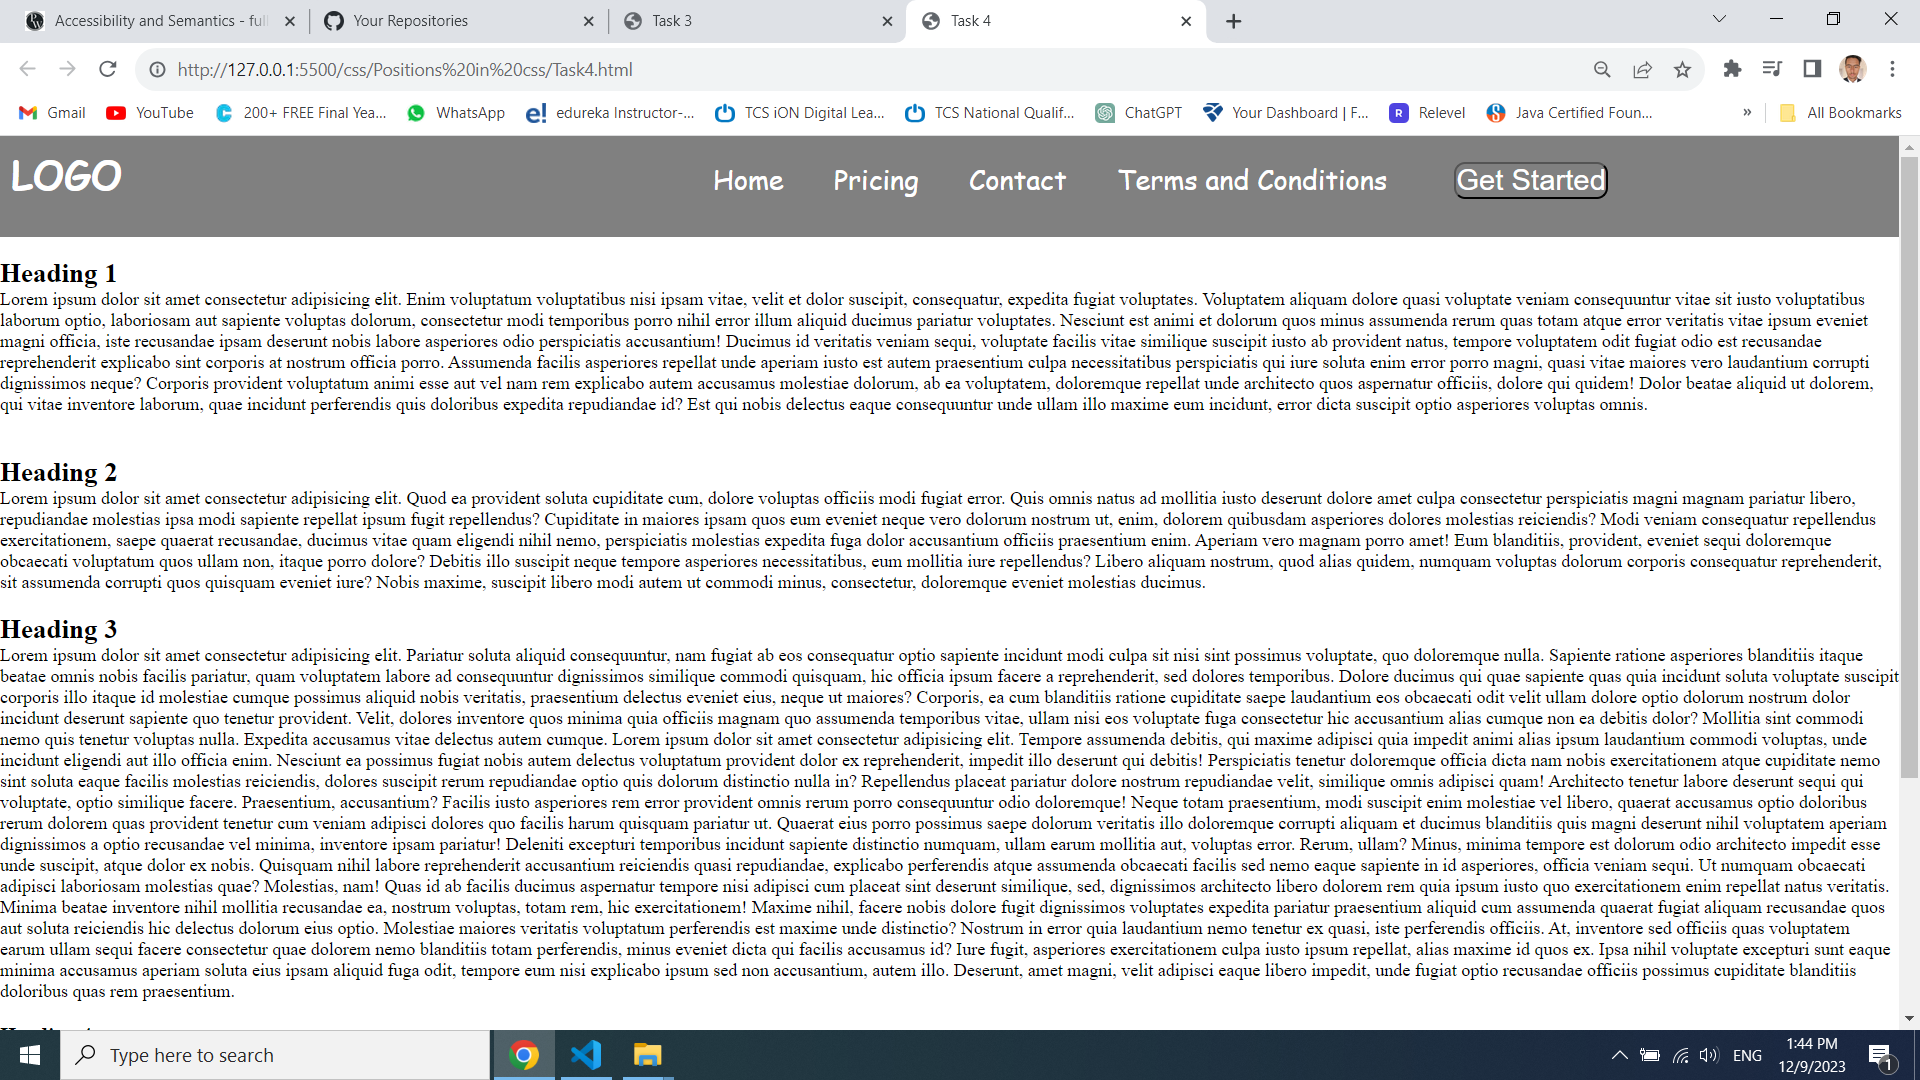 Accessibility and Semantics - ful
Your Repositories
Task 3
Task 4
http://127.0.0.1:5500/css/Positions%20in%20css/Task4.html
Gmail
YouTube
200+ FREE Final Yea...
WhatsApp
edureka Instructor-...
TCS iON Digital Lea...
TCS National Qualif...
ChatGPT
Your Dashboard | F...
Relevel
Java Certified Foun...
»
All Bookmarks
LOGO
Home
Pricing
Contact
Terms and Conditions
Get Started
Heading 1
Lorem ipsum dolor sit amet consectetur adipisicing elit. Enim voluptatum voluptatibus nisi ipsam vitae, velit et dolor suscipit, consequatur, expedita fugiat voluptates. Voluptatem aliquam dolore quasi voluptate veniam consequuntur vitae sit iusto voluptatibus
laborum optio, laboriosam aut sapiente voluptas dolorum, consectetur modi temporibus porro nihil error illum aliquid ducimus pariatur voluptates. Nesciunt est animi et dolorum quos minus assumenda rerum quas totam atque error veritatis vitae ipsum eveniet
magni officia, iste recusandae ipsam deserunt nobis labore asperiores odio perspiciatis accusantium! Ducimus id veritatis veniam sequi, voluptate facilis vitae similique suscipit iusto ab provident natus, tempore voluptatem odit fugiat odio est recusandae
reprehenderit explicabo sint corporis at nostrum officia porro. Assumenda facilis asperiores repellat unde aperiam iusto est autem praesentium culpa necessitatibus perspiciatis qui iure soluta enim error porro magni, quasi vitae maiores vero laudantium corrupti
dignissimos neque? Corporis provident voluptatum animi esse aut vel nam rem explicabo autem accusamus molestiae dolorum, ab ea voluptatem, doloremque repellat unde architecto quos aspernatur officiis, dolore qui quidem! Dolor beatae aliquid ut dolorem,
qui vitae inventore laborum, quae incidunt perferendis quis doloribus expedita repudiandae id? Est qui nobis delectus eaque consequuntur unde ullam illo maxime eum incidunt, error dicta suscipit optio asperiores voluptas omnis.
Heading 2
Lorem ipsum dolor sit amet consectetur adipisicing elit. Quod ea provident soluta cupiditate cum, dolore voluptas officiis modi fugiat error. Quis omnis natus ad mollitia iusto deserunt dolore amet culpa consectetur perspiciatis magni magnam pariatur libero,
repudiandae molestias ipsa modi sapiente repellat ipsum fugit repellendus? Cupiditate in maiores ipsam quos eum eveniet neque vero dolorum nostrum ut, enim, dolorem quibusdam asperiores dolores molestias reiciendis? Modi veniam consequatur repellendus
exercitationem, saepe quaerat recusandae, ducimus vitae quam eligendi nihil nemo, perspiciatis molestias expedita fuga dolor accusantium officiis praesentium enim. Aperiam vero magnam porro amet! Eum blanditiis, provident, eveniet sequi doloremque
obcaecati voluptatum quos ullam non, itaque porro dolore? Debitis illo suscipit neque tempore asperiores necessitatibus, eum mollitia iure repellendus? Libero aliquam nostrum, quod alias quidem, numquam voluptas dolorum corporis consequatur reprehenderit,
sit assumenda corrupti quos quisquam eveniet iure? Nobis maxime, suscipit libero modi autem ut commodi minus, consectetur, doloremque eveniet molestias ducimus.
Heading 3
Lorem ipsum dolor sit amet consectetur adipisicing elit. Pariatur soluta aliquid consequuntur, nam fugiat ab eos consequatur optio sapiente incidunt modi culpa sit nisi sint possimus voluptate, quo doloremque nulla. Sapiente ratione asperiores blanditiis itaque
beatae omnis nobis facilis pariatur, quam voluptatem labore ad consequuntur dignissimos similique commodi quisquam, hic officia ipsum facere a reprehenderit, sed dolores temporibus. Dolore ducimus qui quae sapiente quas quia incidunt soluta voluptate suscipit
corporis illo itaque id molestiae cumque possimus aliquid nobis veritatis, praesentium delectus eveniet eius, neque ut maiores? Corporis, ea cum blanditiis ratione cupiditate saepe laudantium eos obcaecati odit velit ullam dolore optio dolorum nostrum dolor
incidunt deserunt sapiente quo tenetur provident. Velit, dolores inventore quos minima quia officiis magnam quo assumenda temporibus vitae, ullam nisi eos voluptate fuga consectetur hic accusantium alias cumque non ea debitis dolor? Mollitia sint commodi
nemo quis tenetur voluptas nulla. Expedita accusamus vitae delectus autem cumque. Lorem ipsum dolor sit amet consectetur adipisicing elit. Tempore assumenda debitis, qui maxime adipisci quia impedit animi alias ipsum laudantium commodi voluptas, unde
incidunt eligendi aut illo officia enim. Nesciunt ea possimus fugiat nobis autem delectus voluptatum provident dolor ex reprehenderit, impedit illo deserunt qui debitis! Perspiciatis tenetur doloremque officia dicta nam nobis exercitationem atque cupiditate nemo
sint soluta eaque facilis molestias reiciendis, dolores suscipit rerum repudiandae optio quis dolorum distinctio nulla in? Repellendus placeat pariatur dolore nostrum repudiandae velit, similique omnis adipisci quam! Architecto tenetur labore deserunt sequi qui
voluptate, optio similique facere. Praesentium, accusantium? Facilis iusto asperiores rem error provident omnis rerum porro consequuntur odio doloremque! Neque totam praesentium, modi suscipit enim molestiae vel libero, quaerat accusamus optio doloribus
rerum dolorem quas provident tenetur cum veniam adipisci dolores quo facilis harum quisquam pariatur ut. Quaerat eius porro possimus saepe dolorum veritatis illo doloremque corrupti aliquam et ducimus blanditiis quis magni deserunt nihil voluptatem aperiam
dignissimos a optio recusandae vel minima, inventore ipsam pariatur! Deleniti excepturi temporibus incidunt sapiente distinctio numquam, ullam earum mollitia aut, voluptas error. Rerum, ullam? Minus, minima tempore est dolorum odio architecto impedit esse
unde suscipit, atque dolor ex nobis. Quisquam nihil labore reprehenderit accusantium reiciendis quasi repudiandae, explicabo perferendis atque assumenda obcaecati facilis sed nemo eaque sapiente in id asperiores, officia veniam sequi. Ut numquam obcaecati
adipisci laboriosam molestias quae? Molestias, nam! Quas id ab facilis ducimus aspernatur tempore nisi adipisci cum placeat sint deserunt similique, sed, dignissimos architecto libero dolorem rem quia ipsum iusto quo exercitationem enim repellat natus veritatis.
Minima beatae inventore nihil mollitia recusandae ea, nostrum voluptas, totam rem, hic exercitationem! Maxime nihil, facere nobis dolore fugit dignissimos voluptates expedita pariatur praesentium aliquid cum assumenda quaerat fugiat aliquam recusandae quos
aut soluta reiciendis hic delectus dolorum eius optio. Molestiae maiores veritatis voluptatum perferendis est maxime unde distinctio? Nostrum in error quia laudantium nemo tenetur ex quasi, iste perferendis officiis. At, inventore sed officiis quas voluptatem
earum ullam sequi facere consectetur quae dolorem nemo blanditiis totam perferendis, minus eveniet dicta qui facilis accusamus id? Iure fugit, asperiores exercitationem culpa iusto ipsum repellat, alias maxime id quos ex. Ipsa nihil voluptate excepturi sunt eaque
minima accusamus aperiam soluta eius ipsam aliquid fuga odit, tempore eum nisi explicabo ipsum sed non accusantium, autem illo. Deserunt, amet magni, velit adipisci eaque libero impedit, unde fugiat optio recusandae officiis possimus cupiditate blanditiis
doloribus quas rem praesentium.
Type here to search
ENG
1:44 PM
12/9/2023
1